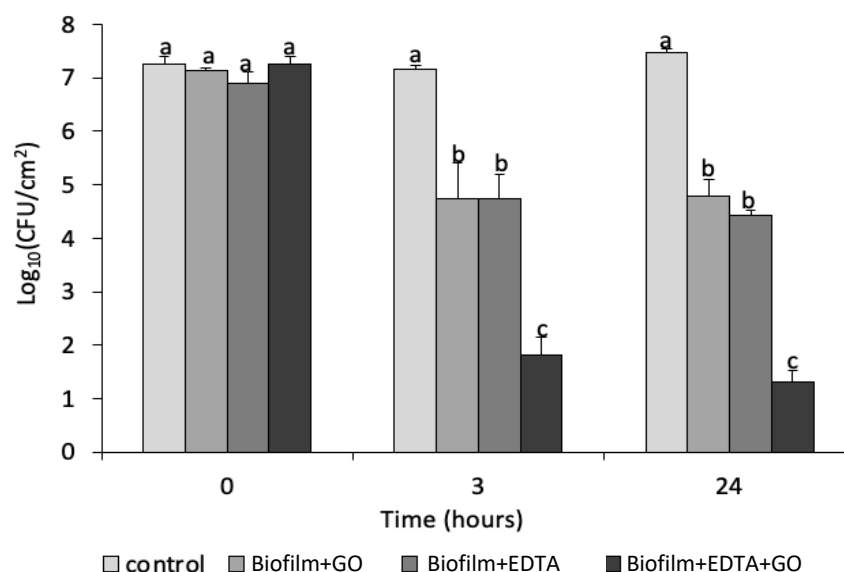 8
7
6
5
4
3
2
1
0
Log₁₀(CFU/cm²)
a a a a
a b b c
a b b c
0 3 24
Time (hours)
control Biofilm+GO Biofilm+EDTA Biofilm+EDTA+GO